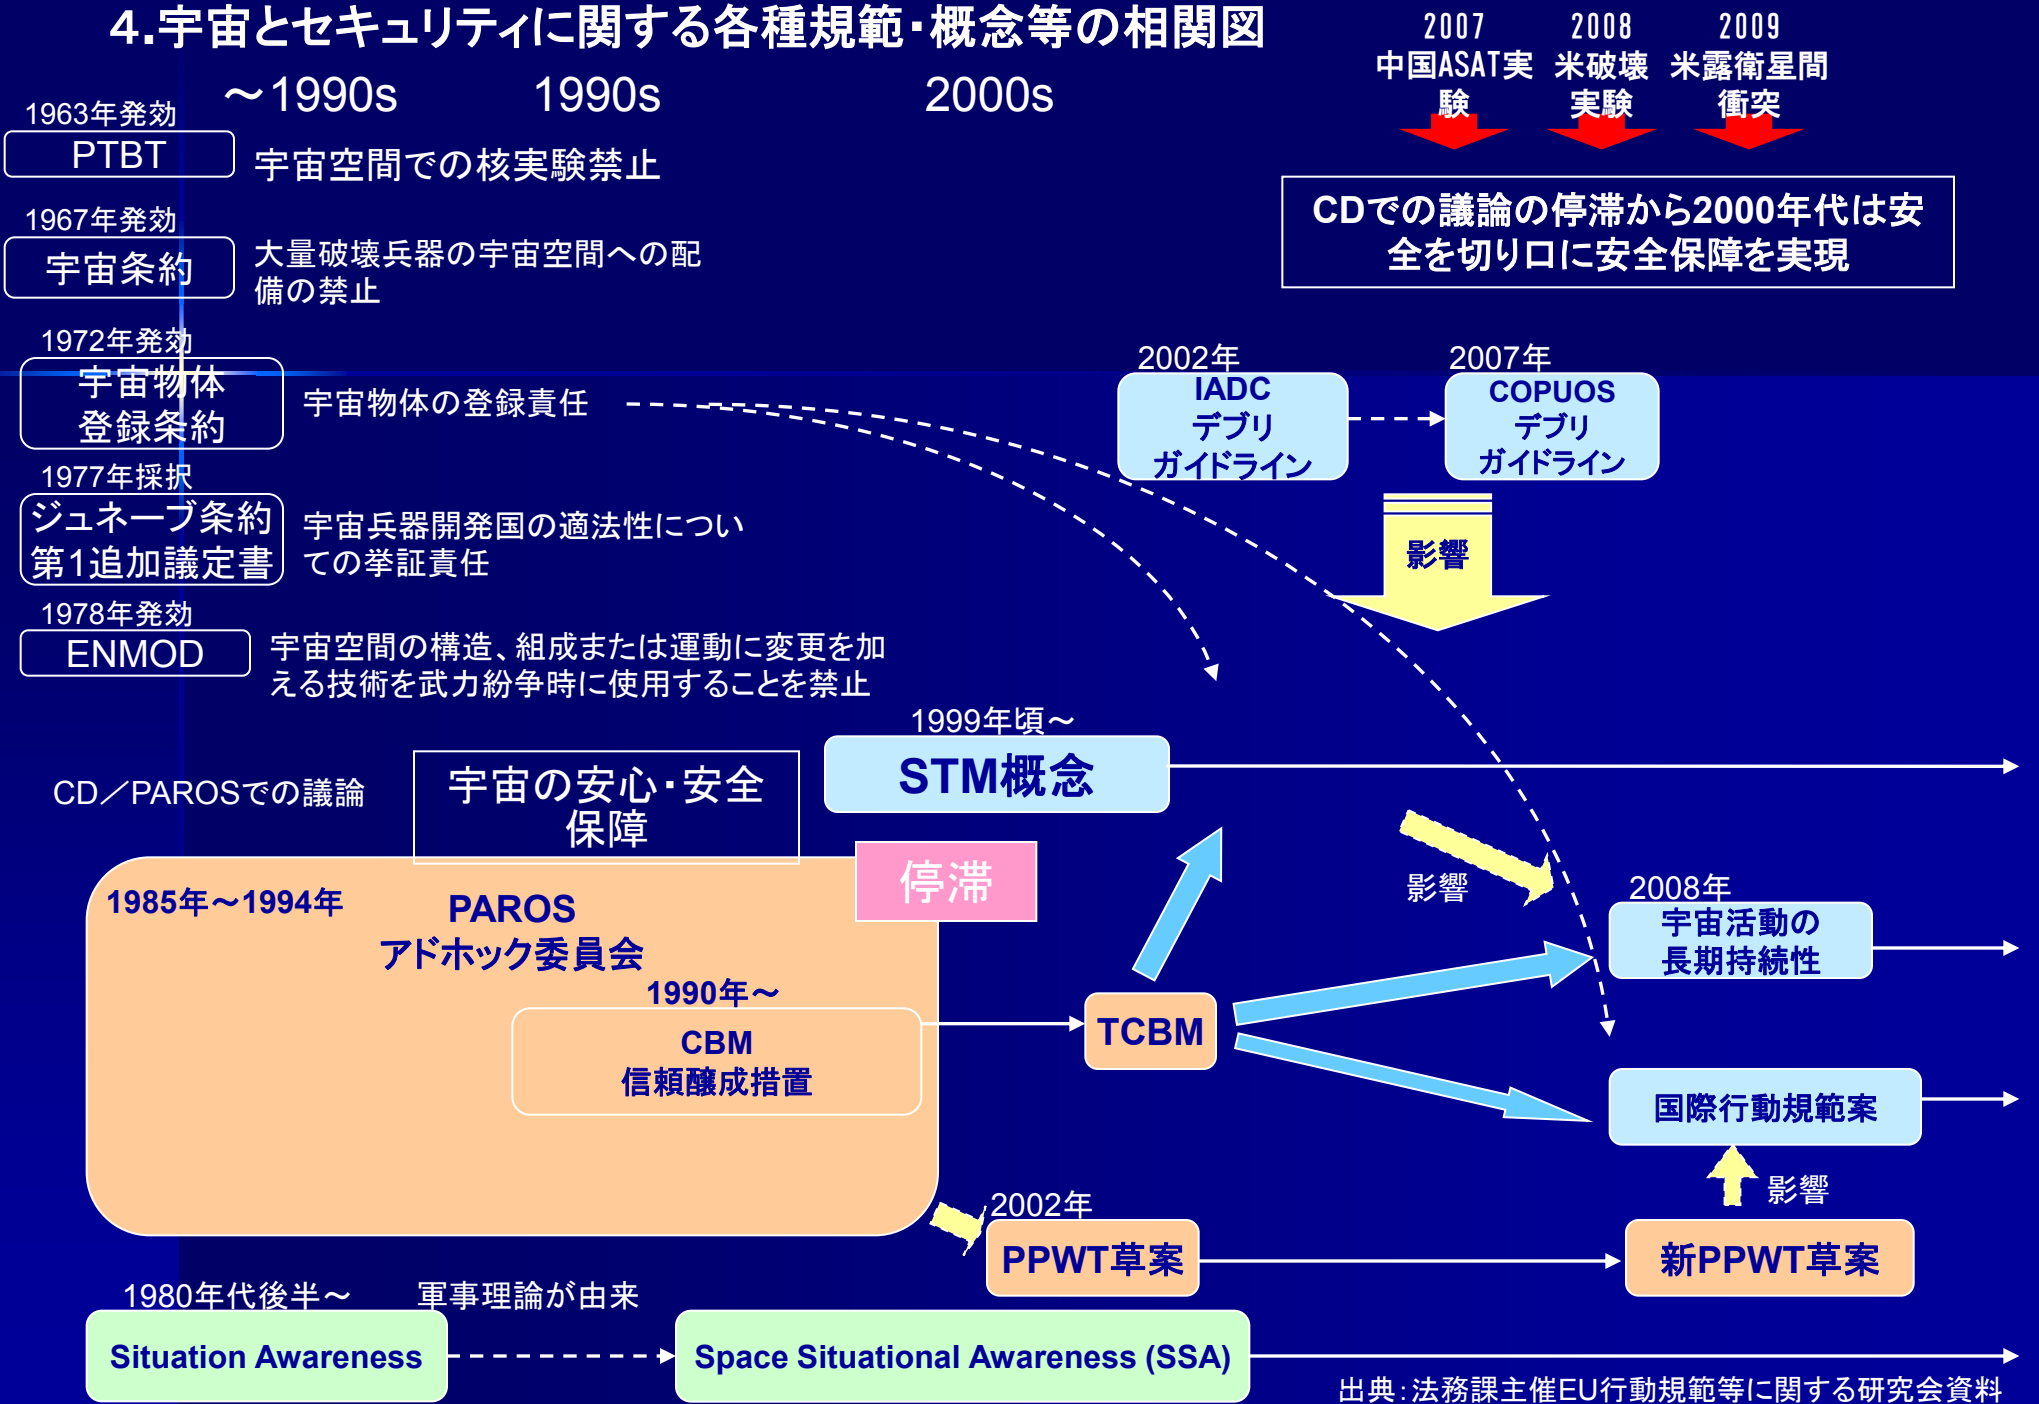 4.宇宙とセキュリティに関する各種規範・概念等の相関図
～1990s
1990s
2000s
2007
中国ASAT実
験
2008
米破壊
実験
2009
米露衛星間
衝突
CDでの議論の停滞から2000年代は安
全を切り口に安全保障を実現
1963年発効
PTBT
宇宙空間での核実験禁止
1967年発効
宇宙条約
大量破壊兵器の宇宙空間への配
備の禁止
1972年発効
宇宙物体
登録条約
宇宙物体の登録責任
1977年採択
ジュネーブ条約
第1追加議定書
宇宙兵器開発国の適法性につい
ての挙証責任
1978年発効
ENMOD
宇宙空間の構造、組成または運動に変更を加
える技術を武力紛争時に使用することを禁止
2002年
IADC
デブリ
ガイドライン
2007年
COPUOS
デブリ
ガイドライン
影響
1999年頃～
STM概念
CD／PAROSでの議論
宇宙の安心・安全
保障
停滞
1985年～1994年
PAROS
アドホック委員会
1990年～
CBM
信頼醸成措置
TCBM
影響
2008年
宇宙活動の
長期持続性
国際行動規範案
影響
2002年
PPWT草案
新PPWT草案
1980年代後半～
軍事理論が由来
Situation Awareness
Space Situational Awareness (SSA)
出典：法務課主催EU行動規範等に関する研究会資料